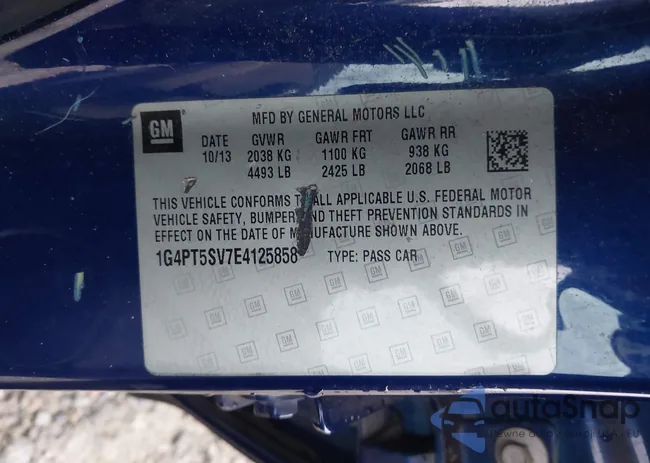 GM
MFD BY GENERAL MOTORS LLC
DATE GVWR GAWR FRT GAWR RR
10/13 2038 KG 1100 KG 938 KG
4493 LB 2425 LB 2068 LB
THIS VEHICLE CONFORMS TO ALL APPLICABLE U.S. FEDERAL MOTOR
VEHICLE SAFETY, BUMPER AND THEFT PREVENTION STANDARDS IN
EFFECT ON THE DATE OF MANUFACTURE SHOWN ABOVE.
1G4PT5SV7E4125858 TYPE: PASS CAR
autoSnap